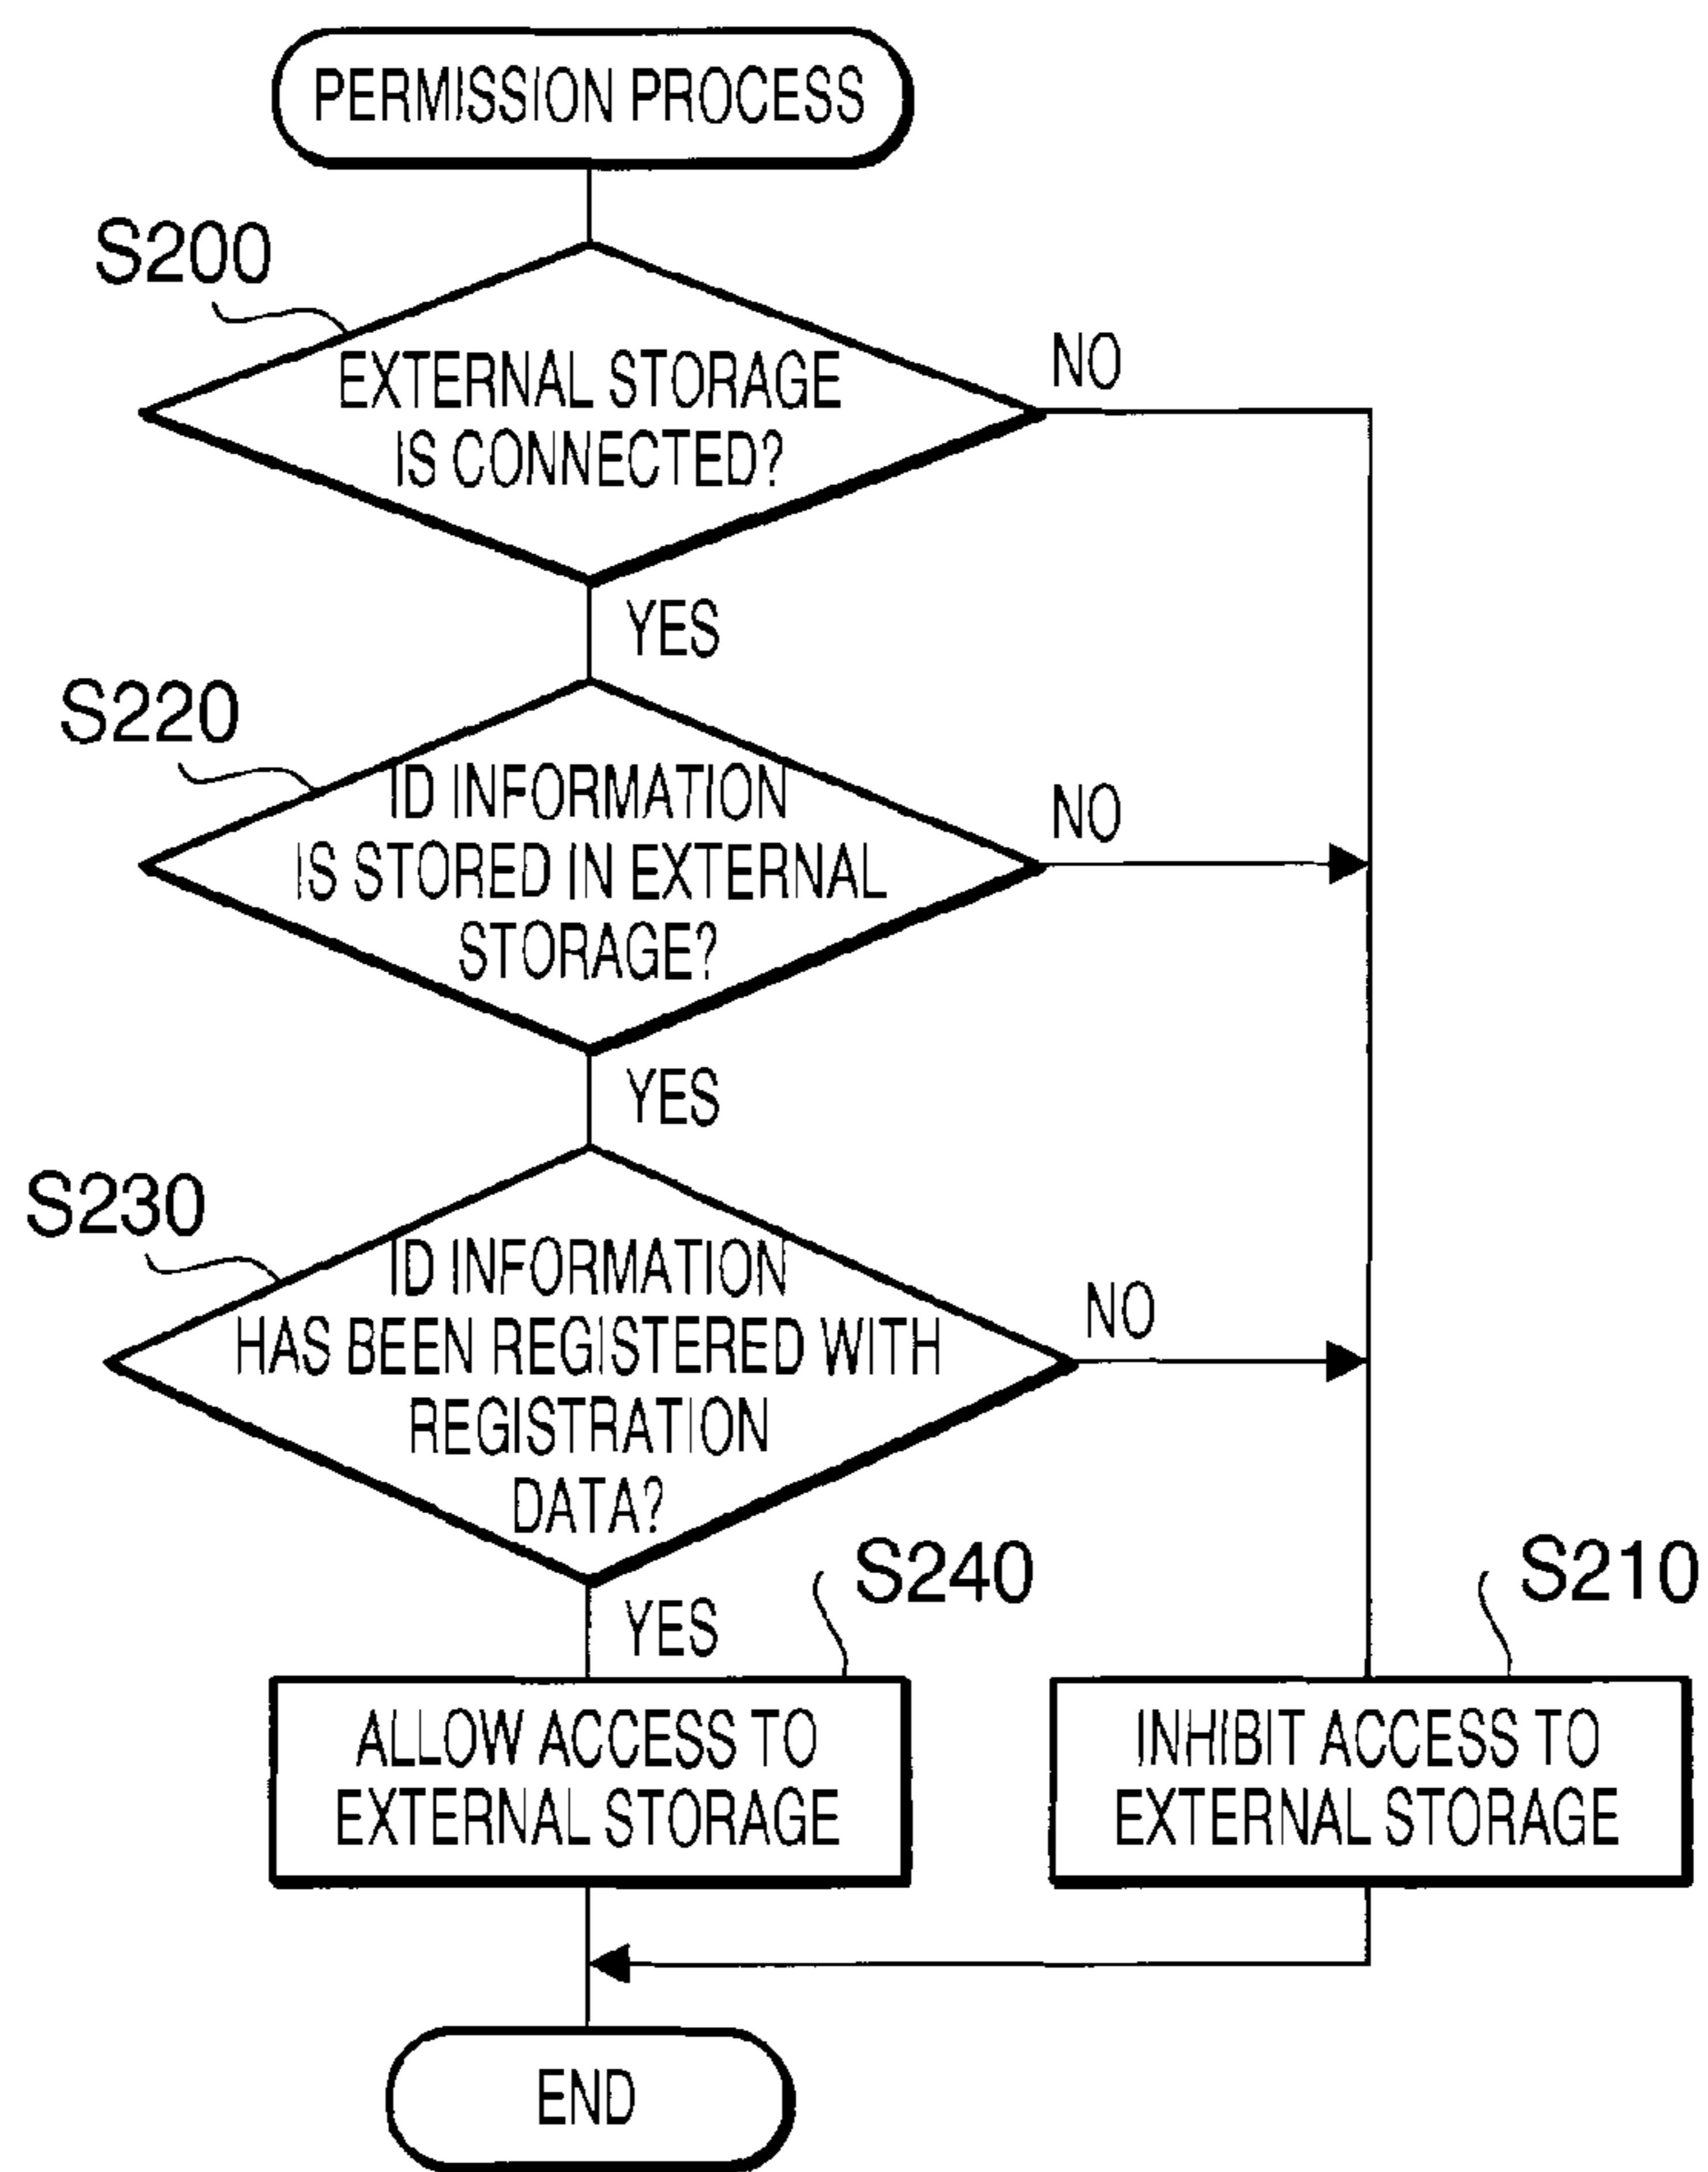 PERMISSION PROCESS
S200
EXTERNAL STORAGE
IS CONNECTED?
NO
YES
S220
ID INFORMATION
IS STORED IN EXTERNAL
STORAGE?
NO
YES
S230
ID INFORMATION
HAS BEEN REGISTERED WITH
REGISTRATION
DATA?
NO
YES
S240
S210
ALLOW ACCESS TO
EXTERNAL STORAGE
INHIBIT ACCESS TO
EXTERNAL STORAGE
END